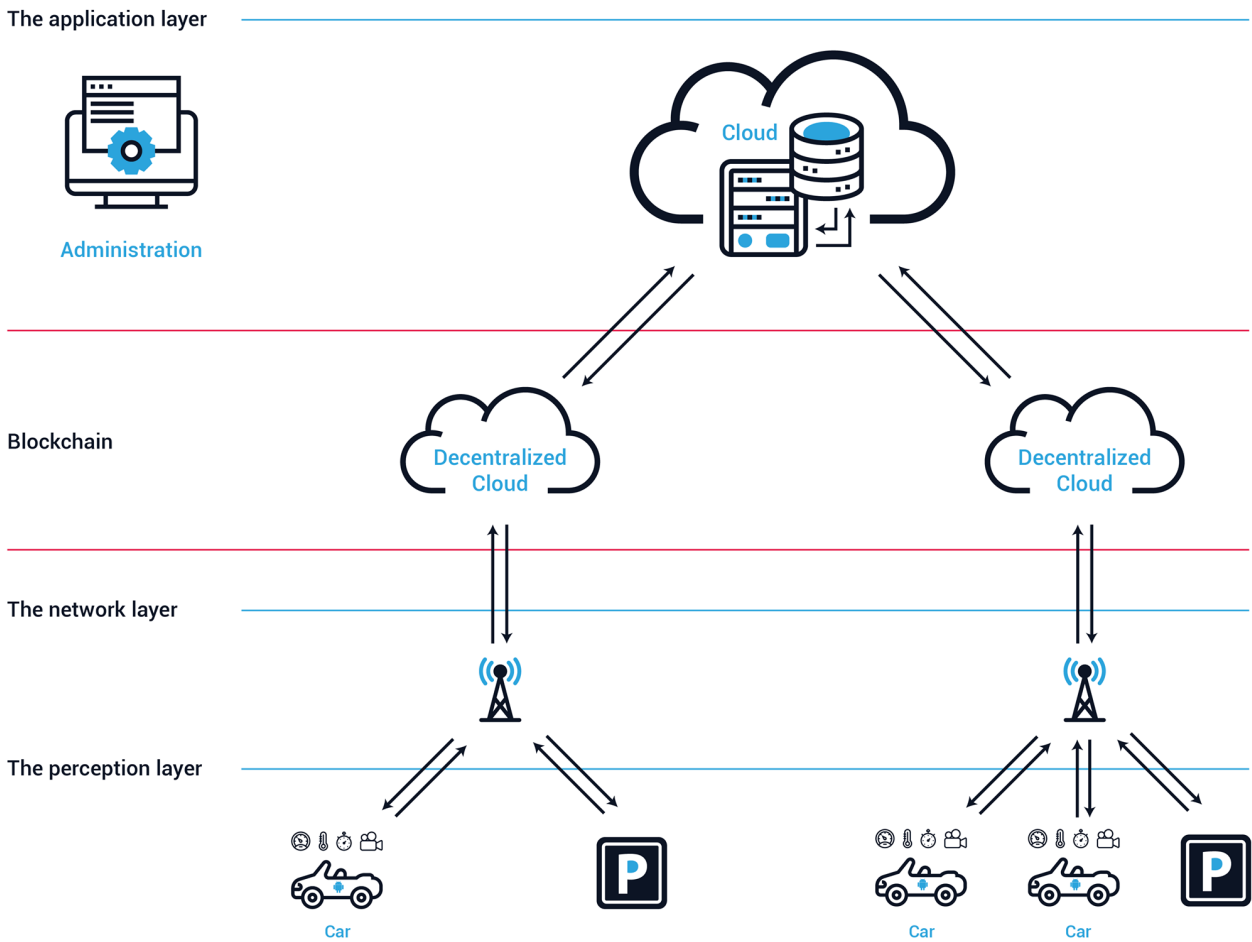 The application layer
Cloud
Administration
Blockchain
Decentralized
Cloud
Decentralized
Cloud
The network layer
The perception layer
P
P
Car
Car
Car